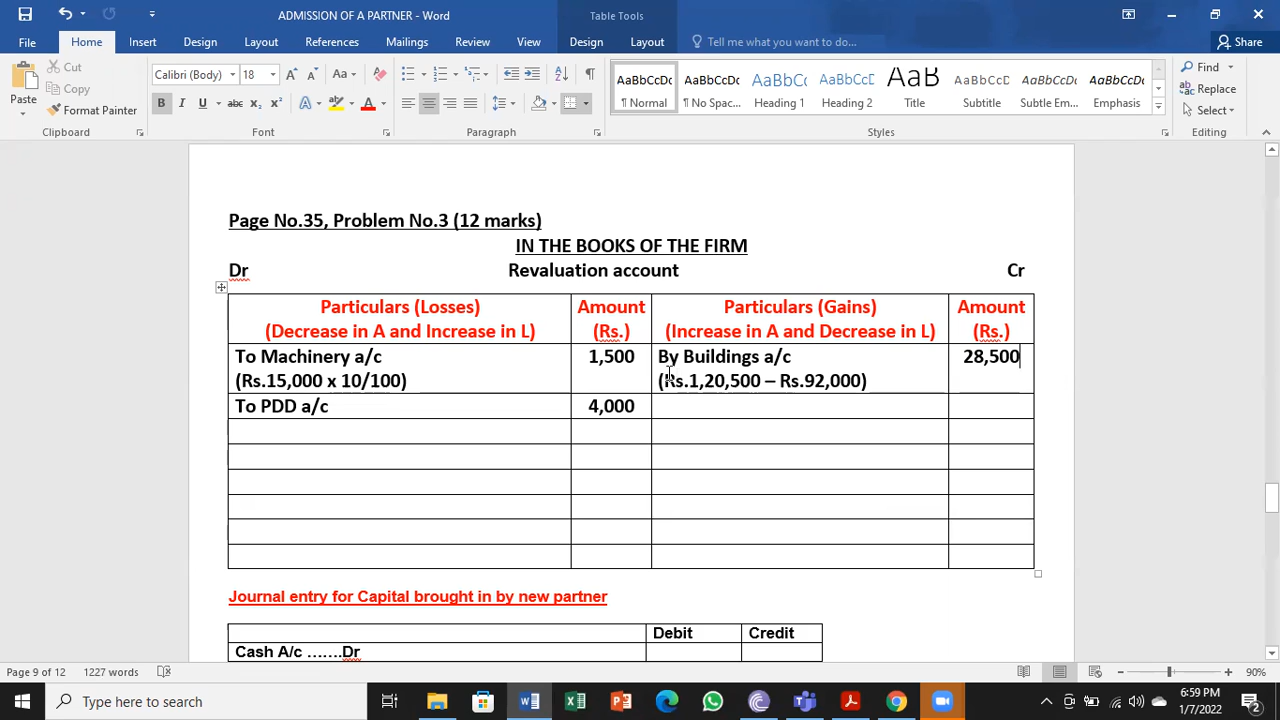 ADMISSION OF A PARTNER - Word
Table Tools
File Home Insert Design Layout References Mailings Review View Design Layout Tell me what you want to do... Share
Paste
Cut
Copy
Format Painter
Clipboard
Calibri (Body) 18
Font
Paragraph
AaBbCcDc AaBbCcDc AaBbCc AaBbCcC AaB AaBbCcD AaBbCcDc AaBbCcDc
¶ Normal ¶ No Spac... Heading Heading 2 Title Subtitle Subtle Em... Emphasis
Styles
Find
Replace
Select
Editing
Page No.35, Problem No.3 (12 marks)
IN THE BOOKS OF THE FIRM
Dr Revaluation account Cr
Particulars (Losses) Amount Particulars (Gains) Amount
(Decrease in A and Increase in L) (Rs.) (Increase in A and Decrease in L) (Rs.)
To Machinery a/c 1,500 By Buildings a/c 28,500
(Rs.15,000 x 10/100) (Rs.1,20,500 – Rs.92,000)
To PDD a/c 4,000
Journal entry for Capital brought in by new partner
Debit Credit
Cash A/c …….Dr
Page 9 of 12 1227 words 90%
Type here to search
6:59 PM
1/7/2022
2